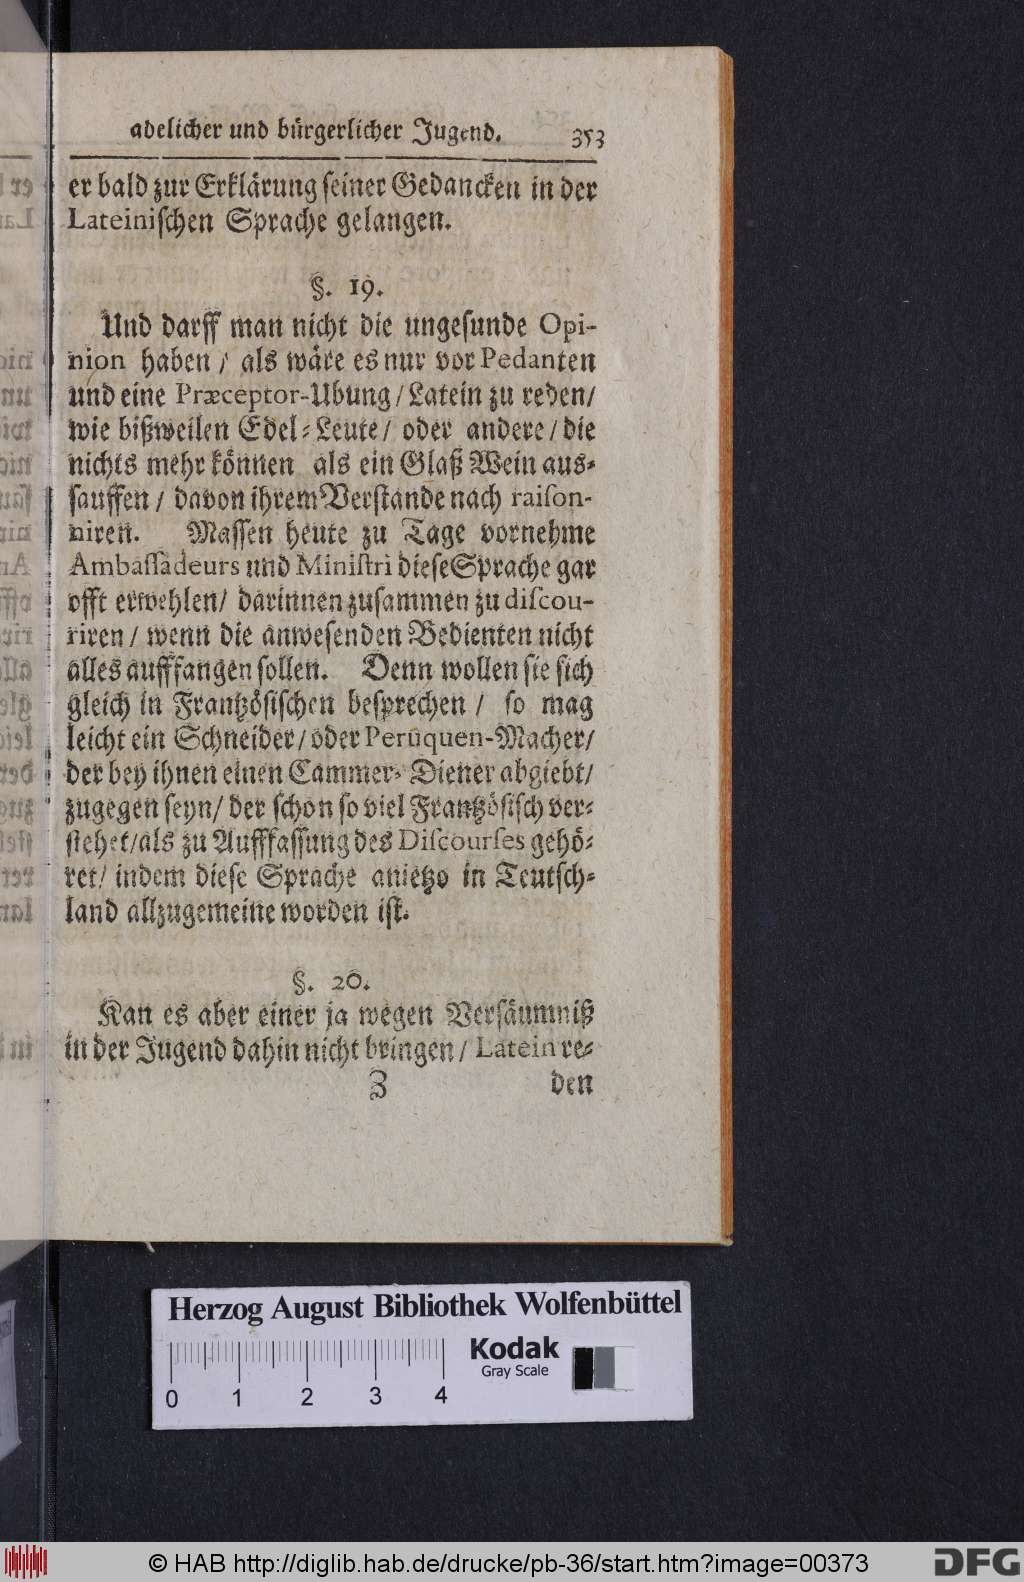 adelicher und bürgerlicher Jugend. 353
er bald zur Erklärung seiner Gedancken in der
Lateinischen Sprache gelangen.
§. 19.
Und darff man nicht die ungesunde Opi-
nion haben / als wäre es nur vor Pedanten
und eine Præceptor-Ubung / Latein zu reden/
wie bißweilen Edel-Leute / oder andere / die
nichts mehr können als ein Glaß Wein aus-
sauffen / davon ihrem Verstande nach raison-
niren. Massen heute zu Tage vornehme
Ambassadeurs und Ministri diese Sprache gar
offt erwehlen / darinnen zusammen zu discou-
riren / wenn die anwesenden Bedienten nicht
alles aufffangen sollen. Denn wollen sie sich
gleich in Frantzösischen besprechen / so mag
leicht ein Schneider / oder Peruquen-Macher/
der bey ihnen einen Cammer-Diener abgiebt/
zugegen seyn / der schon so viel Frantzösisch ver-
stehet / als zu Aufffassung des Discourses gehö-
ret / indem diese Sprache anietzo in Teutsch-
land allzugemeine worden ist.
§. 20.
Kan es aber einer ja wegen Versäumniß
in der Jugend dahin nicht bringen / Latein re-
Z den
Herzog August Bibliothek Wolfenbüttel
Kodak
Gray Scale
0 1 2 3 4
© HAB http://diglib.hab.de/drucke/pb-36/start.htm?image=00373
DFG